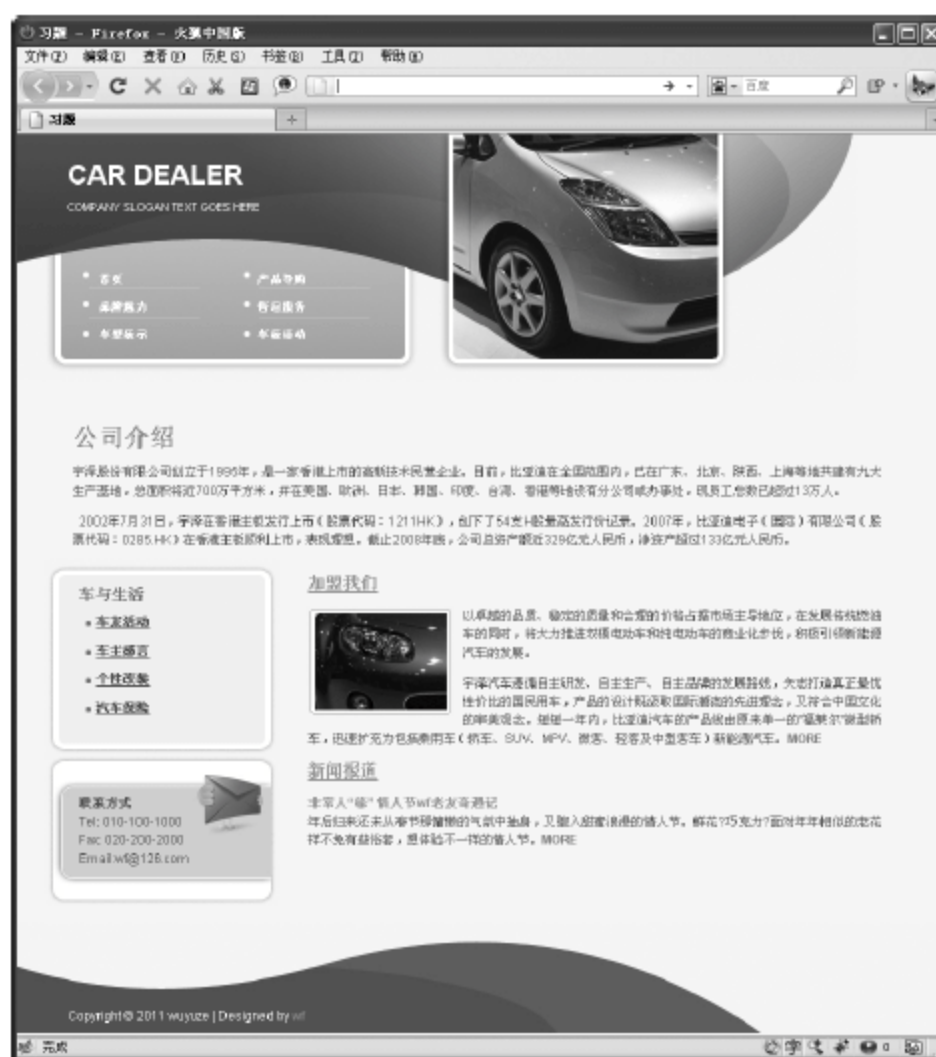 习题 - Firefox - 火狐中国版
文件(F) 编辑(E) 查看(V) 历史(S) 书签(B) 工具(T) 帮助(H)
百度
习题
CAR DEALER
COMPANY SLOGAN TEXT GOES HERE
首页 产品导购
品牌魅力 售后服务
车型展示 车展活动
公司介绍
宇泽股份有限公司创立于1995年，是一家香港上市的高新技术民营企业。目前，比亚迪在全国范围内，已在广东、北京、陕西、上海等地共建有九大
生产基地，总面积将近700万平方米，并在美国、欧洲、日本、韩国、印度、台湾、香港等地设有分公司或办事处，现员工总数已超过13万人。
2002年7月31日，宇泽在香港主板发行上市（股票代码：1211HK），创下了54支H股最高发行价记录。2007年，比亚迪电子（国际）有限公司（股
票代码：0285.HK）在香港主板顺利上市，表现理想。截止2008年底，公司总资产额近329亿元人民币，净资产超过133亿元人民币。
车与生活
车友活动
车主感言
个性改装
汽车保险
加盟我们
以卓越的品质、稳定的质量和合理的价格占据市场主导地位，在发展传统燃油
车的同时，将大力推进双模电动车和纯电动车的商业化步伐，积极引领新能源
汽车的发展。
宇泽汽车遵循自主研发、自主生产、自主品牌的发展路线，矢志打造真正最优
性价比的国民用车，产品的设计既汲取国际潮流的先进理念，又符合中国文化
的审美观念。短短一年内，比亚迪汽车的产品线由原来单一的“福莱尔”微型轿
车，迅速扩充为包括乘用车（轿车、SUV、MPV、微客、轻客及中型客车）新能源汽车。MORE
联系方式
Tel: 010-100-1000
Fax: 020-200-2000
Email:wf@126.com
新闻报道
非常人“你”情人节wf老友奇遇记
年后归来还未从春节那慵懒的气氛中抽身，又驶入甜蜜浪漫的情人节。鲜花?巧克力?面对年年相似的老花
样不免有些俗套，想体验不一样的情人节。MORE
Copyright© 2011 wuyuze | Designed by wf
完成